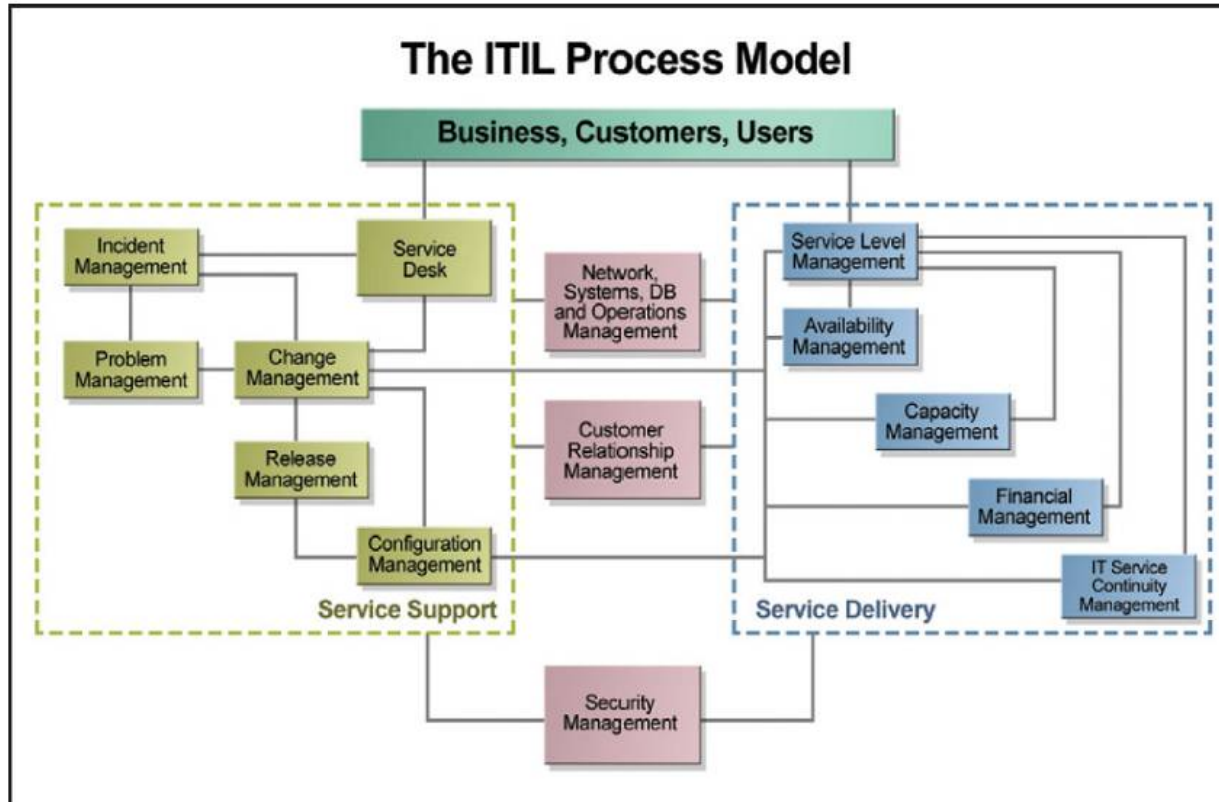 The ITIL Process Model
Business, Customers, Users
Incident
Management
Service
Desk
Problem
Management
Change
Management
Release
Management
Configuration
Management
Service Support
Network,
Systems, DB
and Operations
Management
Customer
Relationship
Management
Security
Management
Service Level
Management
Availability
Management
Capacity
Management
Financial
Management
IT Service
Continuity
Management
Service Delivery